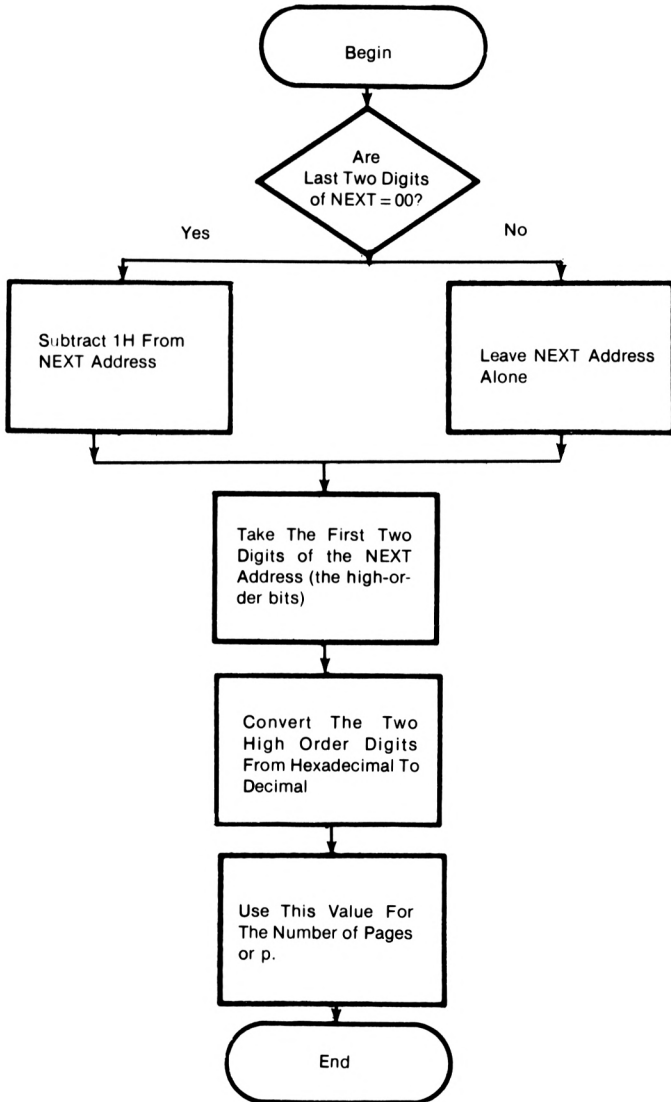 Begin
Are
Last Two Digits
of NEXT = 00?
Yes
No
Subtract 1H From
NEXT Address
Leave NEXT Address
Alone
Take The First Two
Digits of the NEXT
Address (the high-or-
der bits)
Convert The Two
High Order Digits
From Hexadecimal To
Decimal
Use This Value For
The Number of Pages
or p.
End